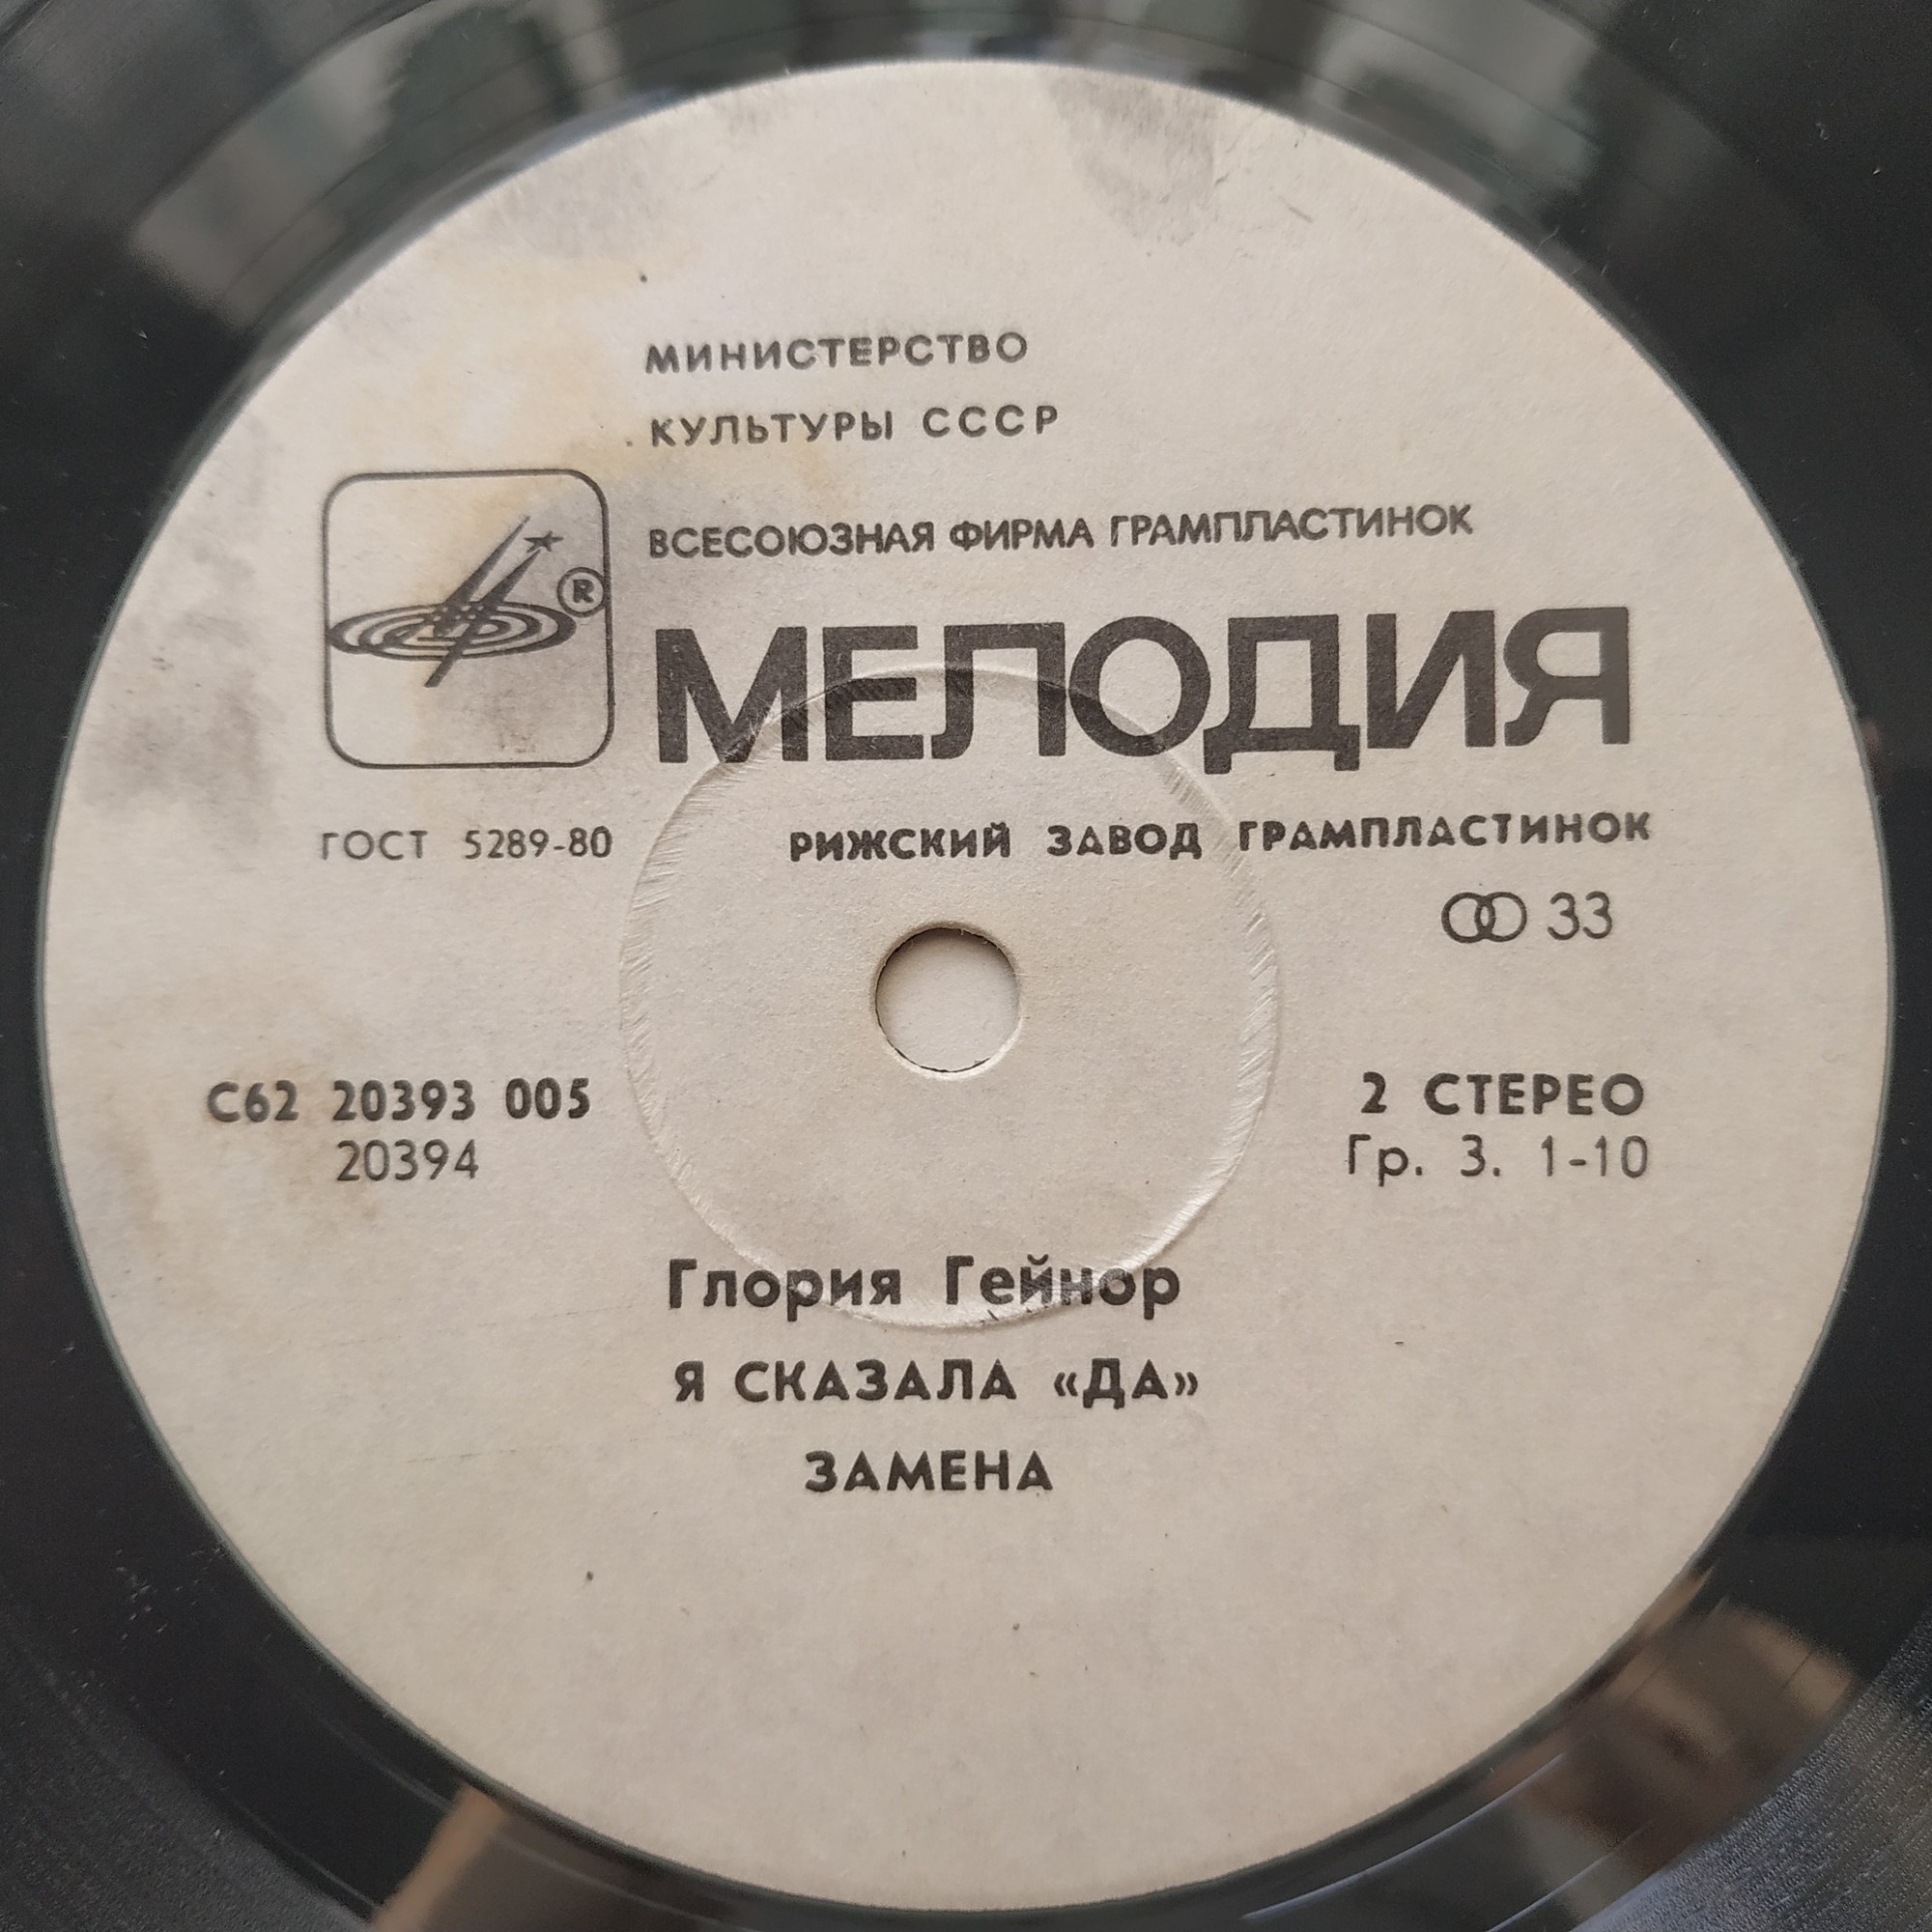 МИНИСТЕРСТВО
КУЛЬТУРЫ СССР
ВСЕСОЮЗНАЯ ФИРМА ГРАМПЛАСТИНОК
®
МЕЛОДИЯ
ГОСТ 5289-80
РИЖСКИЙ ЗАВОД ГРАМПЛАСТИНОК
33
С62 20393 005
20394
2 СТЕРЕО
Гр. 3. 1-10
Глория Гейнор
Я СКАЗАЛА «ДА»
ЗАМЕНА